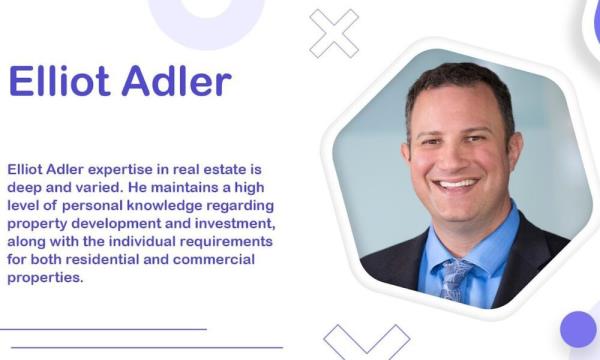 Elliot Adler
Elliot Adler expertise in real estate is
deep and varied. He maintains a high
level of personal knowledge regarding
property development and investment,
along with the individual requirements
for both residential and commercial
properties.